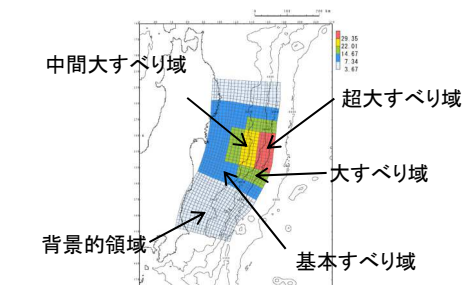 29.35
22.01
14.67
7.34
3.67
中間大すべり域
超大すべり域
大すべり域
背景的領域
基本すべり域